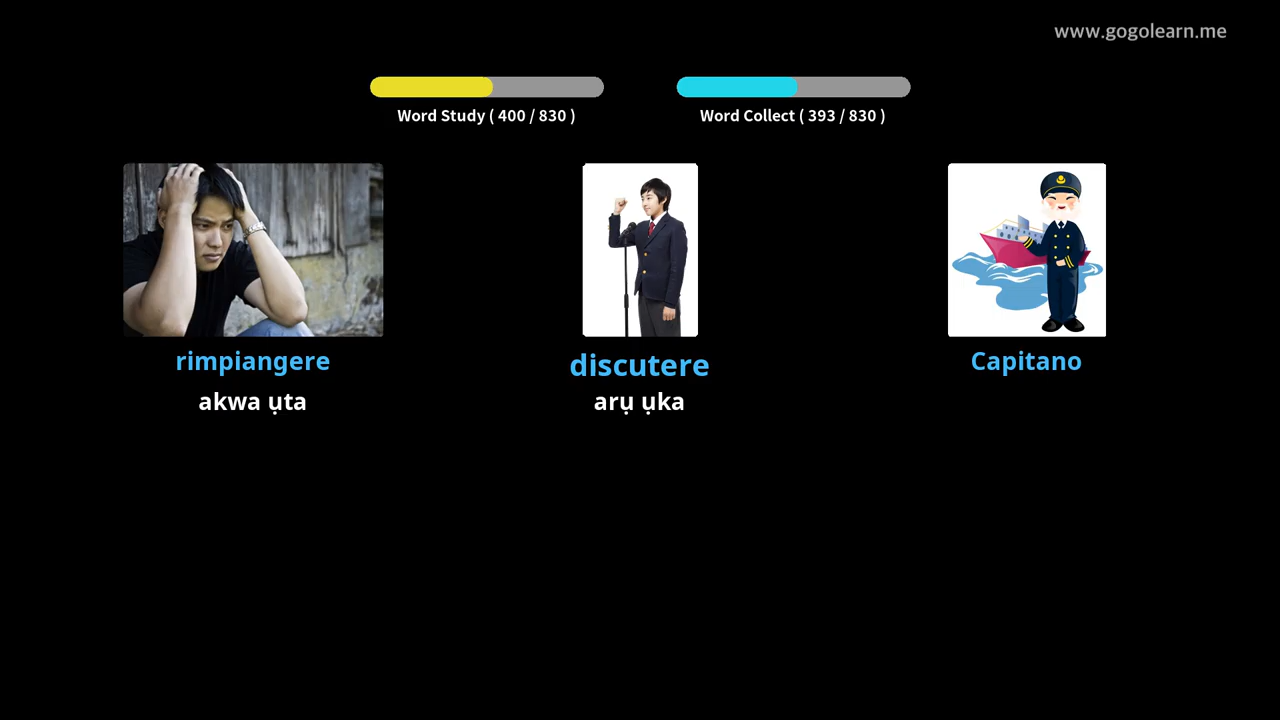 www.gogolearn.me
Word Study ( 400 / 830 )
Word Collect ( 393 / 830 )
rimpiangere
discutere
Capitano
akwa ụta
arụ ụka